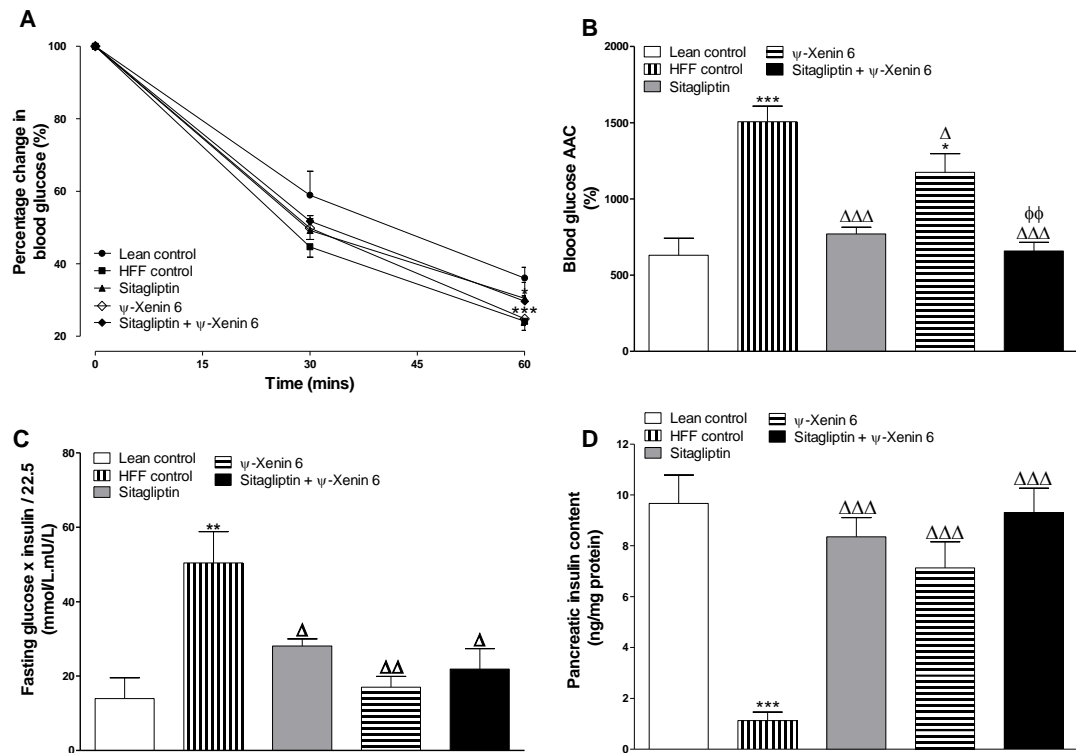 A
Percentage change in
blood glucose (%)
100
80
60
40
20
Lean control
HFF control
Sitagliptin
ψ-Xenin 6
Sitagliptin + ψ-Xenin 6
*
***
0
15
30
45
60
Time (mins)
B
Lean control
HFF control
Sitagliptin
ψ-Xenin 6
Sitagliptin + ψ-Xenin 6
Blood glucose AAC
(%)
2000
1500
1000
500
0
***
ΔΔΔ
Δ
*
ϕϕ
ΔΔΔ
C
Lean control
HFF control
Sitagliptin
ψ-Xenin 6
Sitagliptin + ψ-Xenin 6
Fasting glucose x insulin / 22.5
(mmol/L.mU/L)
80
60
40
20
0
**
Δ
ΔΔ
Δ
D
Lean control
HFF control
Sitagliptin
ψ-Xenin 6
Sitagliptin + ψ-Xenin 6
Pancreatic insulin content
(ng/mg protein)
12
10
8
6
4
2
0
***
ΔΔΔ
ΔΔΔ
ΔΔΔ